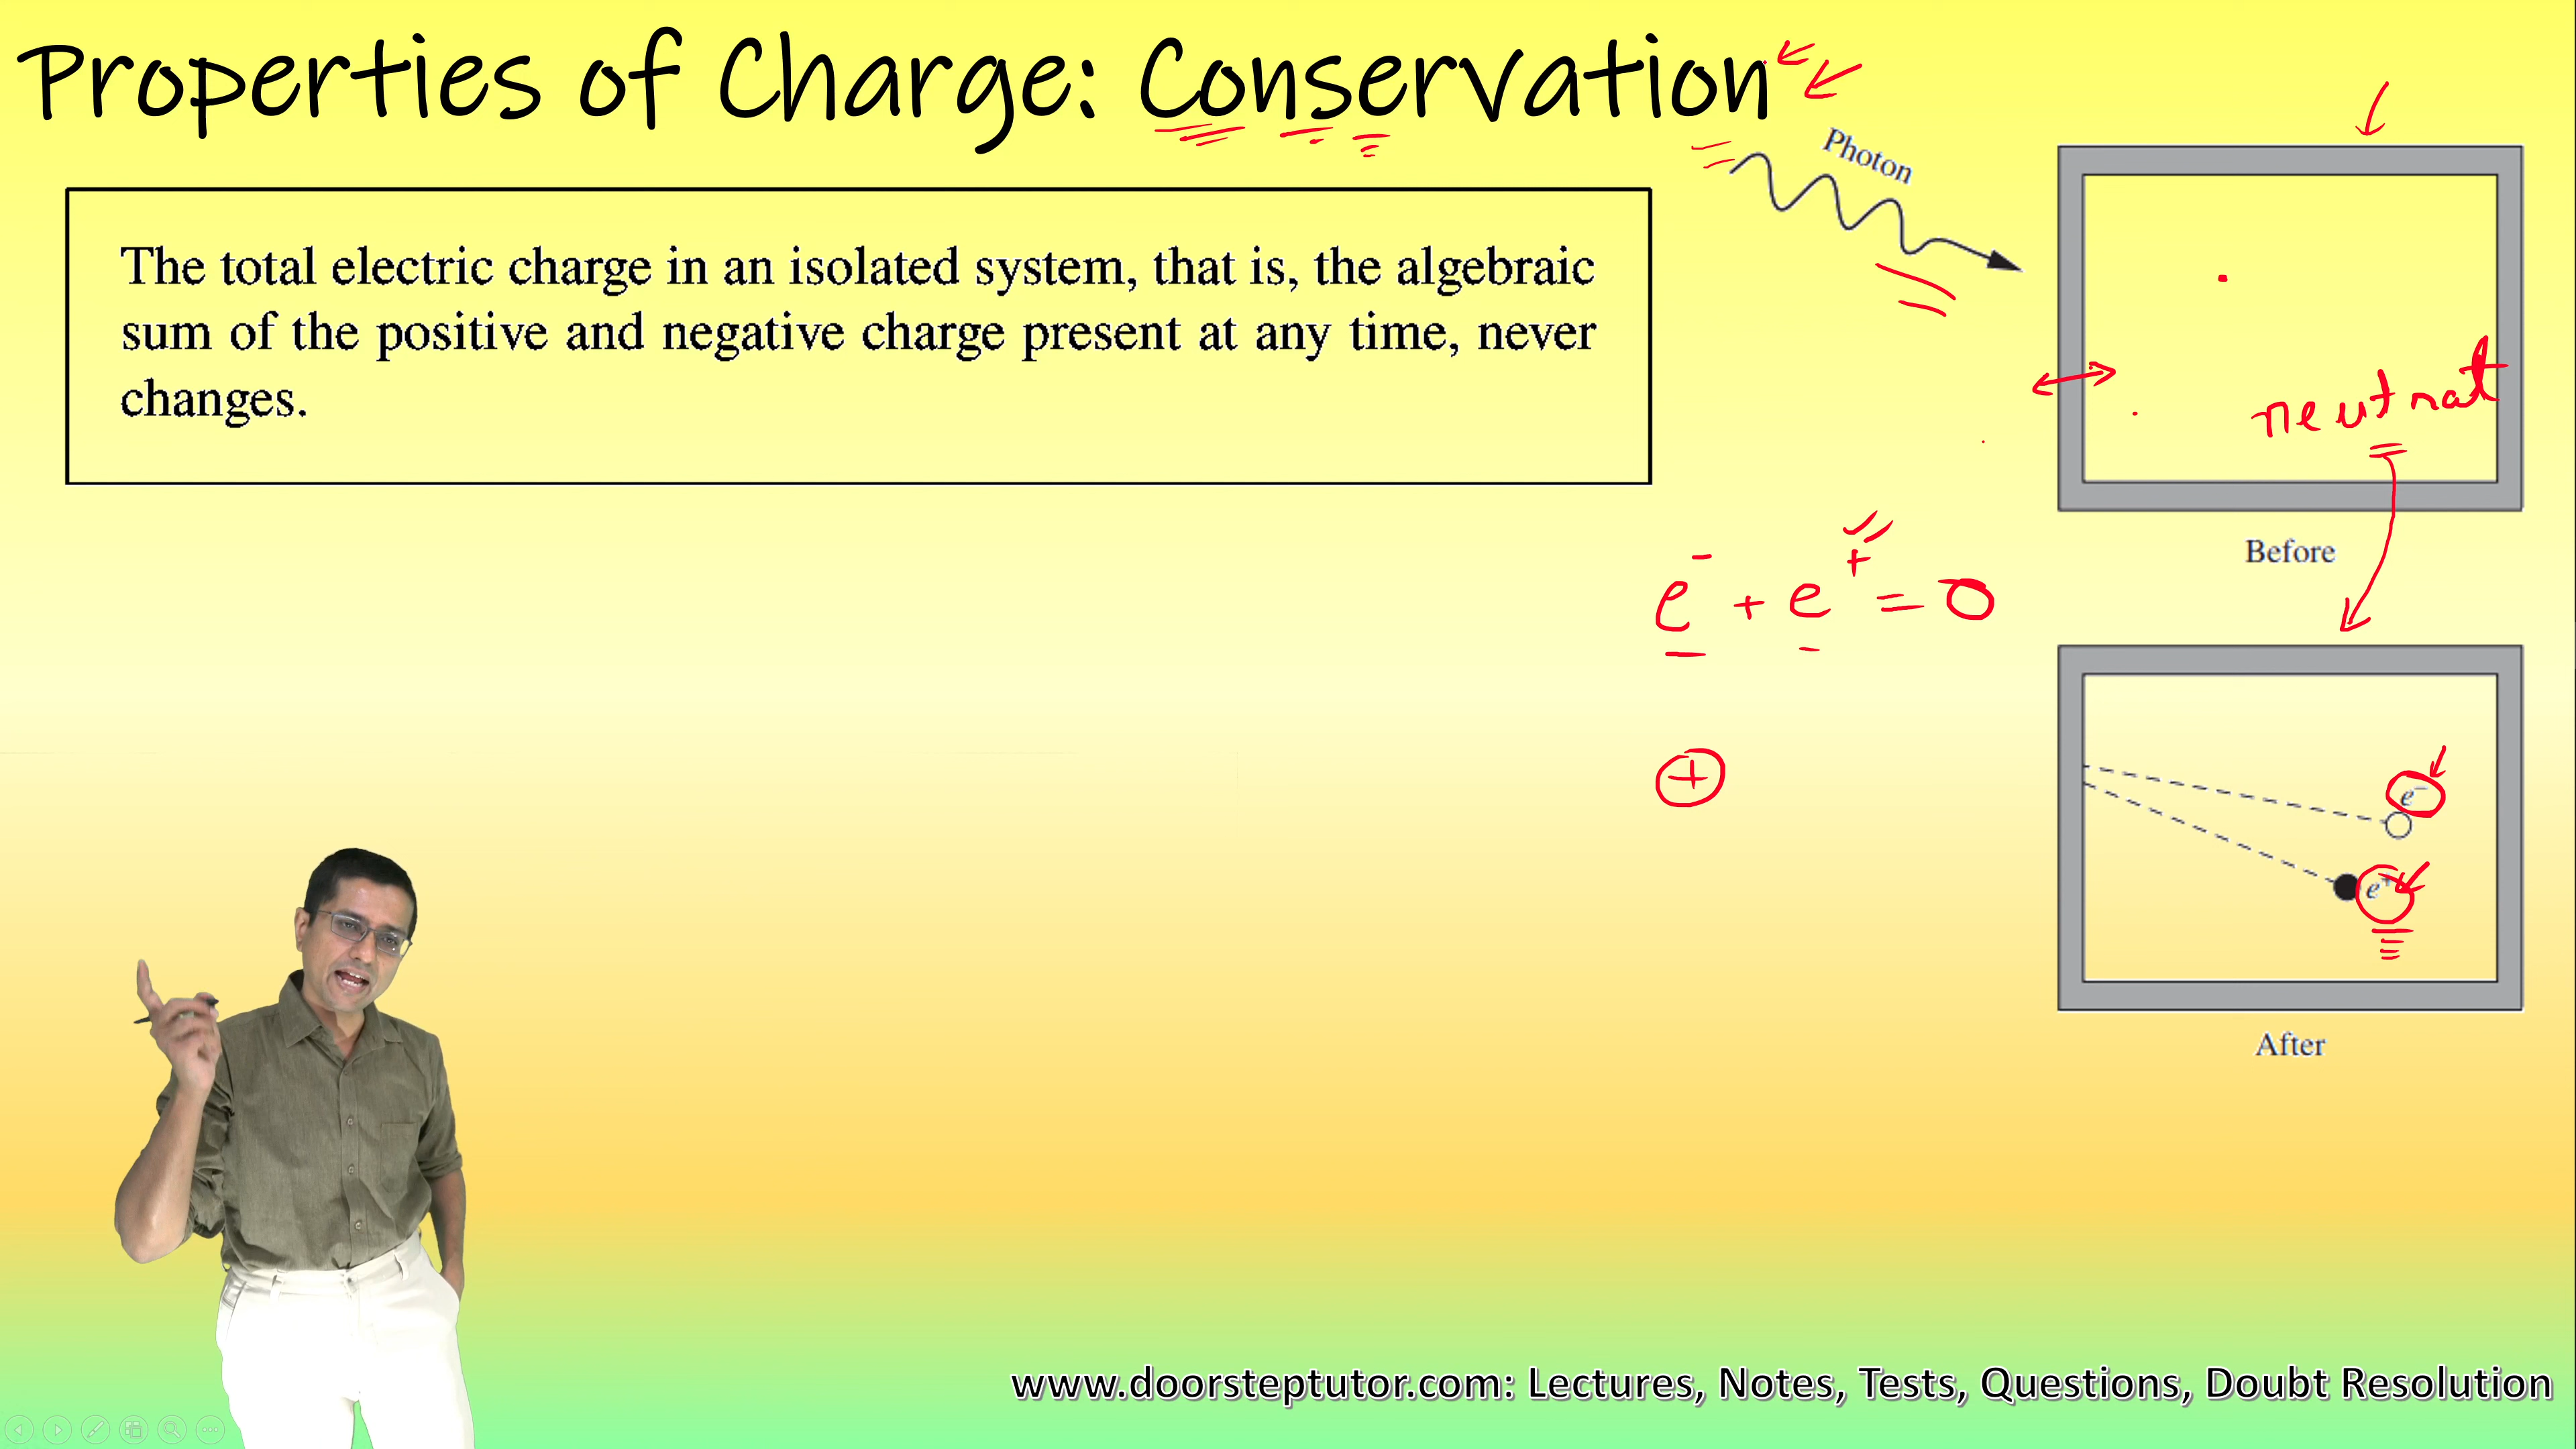 Properties of Charge: Conservation
Photon
The total electric charge in an isolated system, that is, the algebraic
sum of the positive and negative charge present at any time, never
changes.
neutral
Before
e⁻ + e⁺ = 0
+
e⁻
e⁺
After
www.doorsteptutor.com: Lectures, Notes, Tests, Questions, Doubt Resolution